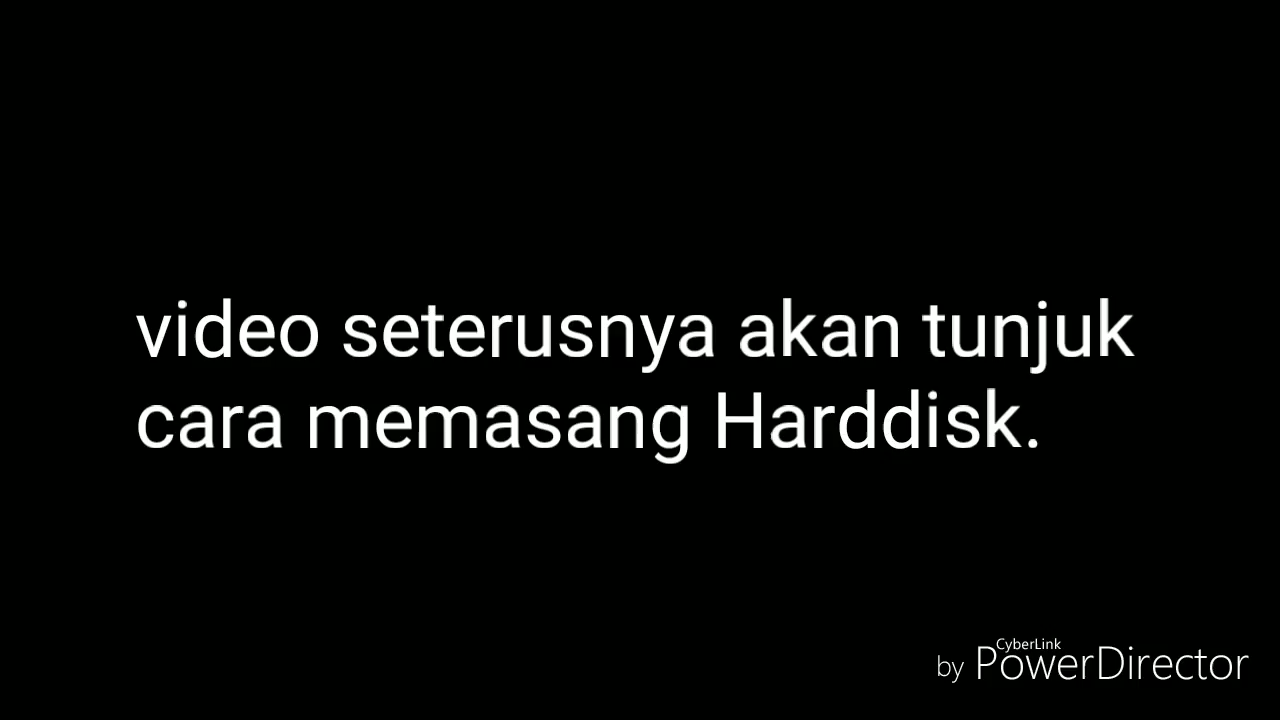 video seterusnya akan tunjuk
cara memasang Harddisk.
CyberLink
by PowerDirector